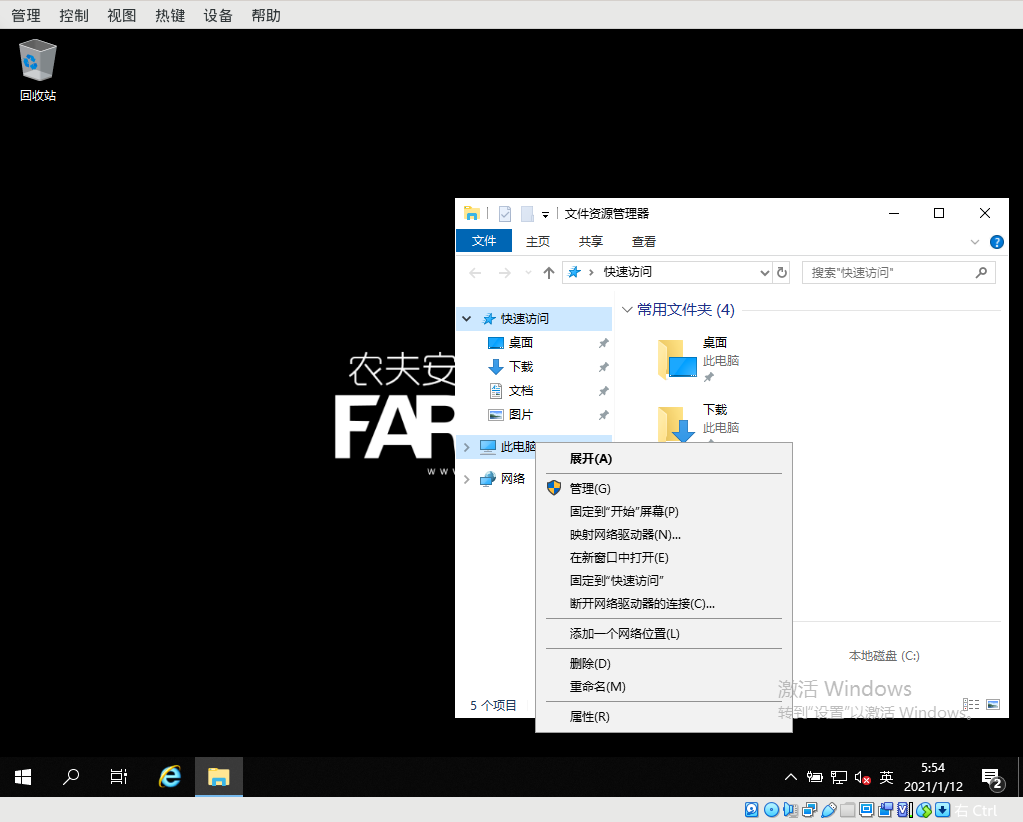 管理 控制 视图 热键 设备 帮助
回收站
文件资源管理器
文件 主页 共享 查看
快速访问 搜索"快速访问"
快速访问
桌面
下载
文档
图片
此电脑
网络
常用文件夹 (4)
桌面
此电脑
下载
此电脑
农夫安
FAR
ww
展开(A)
管理(G)
固定到"开始"屏幕(P)
映射网络驱动器(N)...
在新窗口中打开(E)
固定到"快速访问"
断开网络驱动器的连接(C)...
添加一个网络位置(L)
删除(D)
重命名(M)
属性(R)
本地磁盘 (C:)
激活 Windows
转到"设置"以激活 Windows。
5 个项目
英
5:54
2021/1/12
2
右 Ctrl